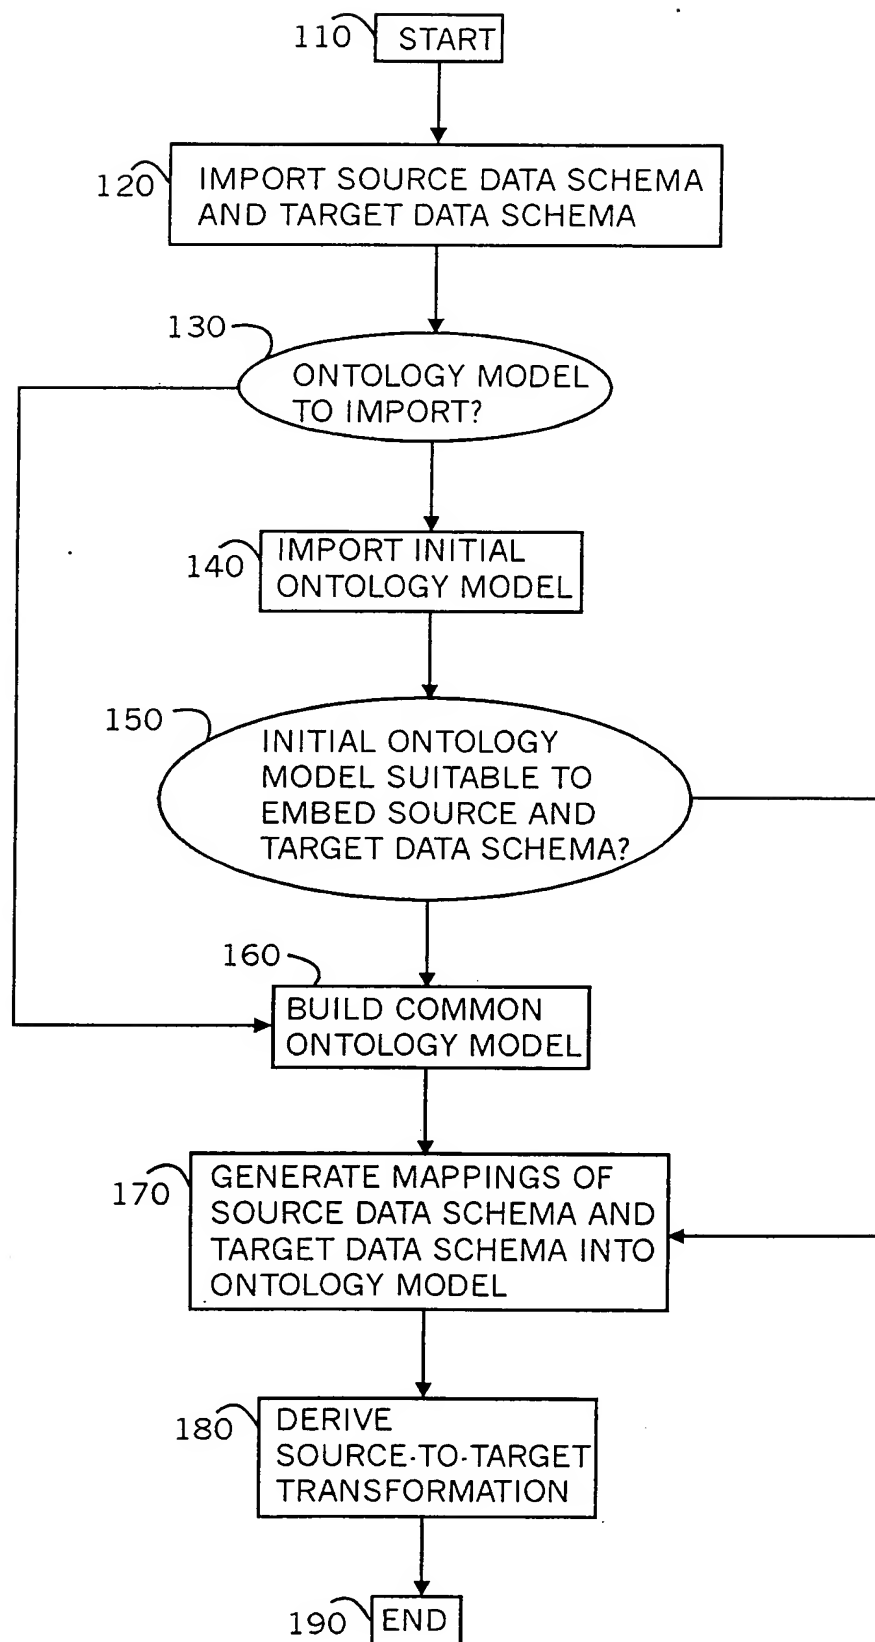 110 START
120 IMPORT SOURCE DATA SCHEMA
AND TARGET DATA SCHEMA
130
ONTOLOGY MODEL
TO IMPORT?
140 IMPORT INITIAL
ONTOLOGY MODEL
150
INITIAL ONTOLOGY
MODEL SUITABLE TO
EMBED SOURCE AND
TARGET DATA SCHEMA?
160
BUILD COMMON
ONTOLOGY MODEL
170 GENERATE MAPPINGS OF
SOURCE DATA SCHEMA AND
TARGET DATA SCHEMA INTO
ONTOLOGY MODEL
180 DERIVE
SOURCE-TO-TARGET
TRANSFORMATION
190 END